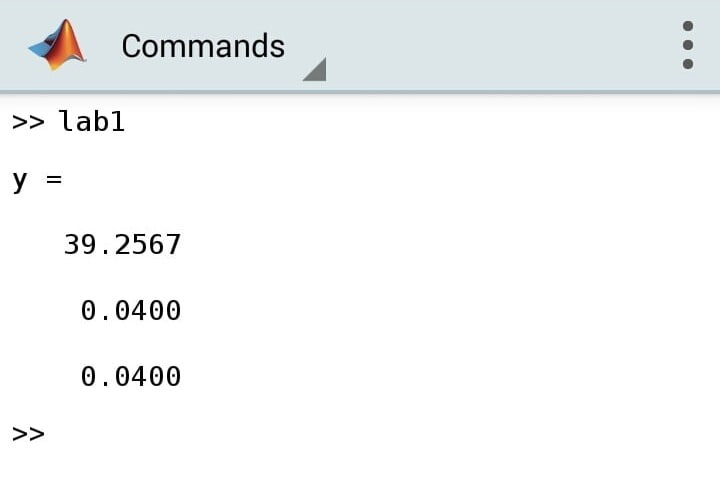 Commands
>> lab1
y =
39.2567
0.0400
0.0400
>>